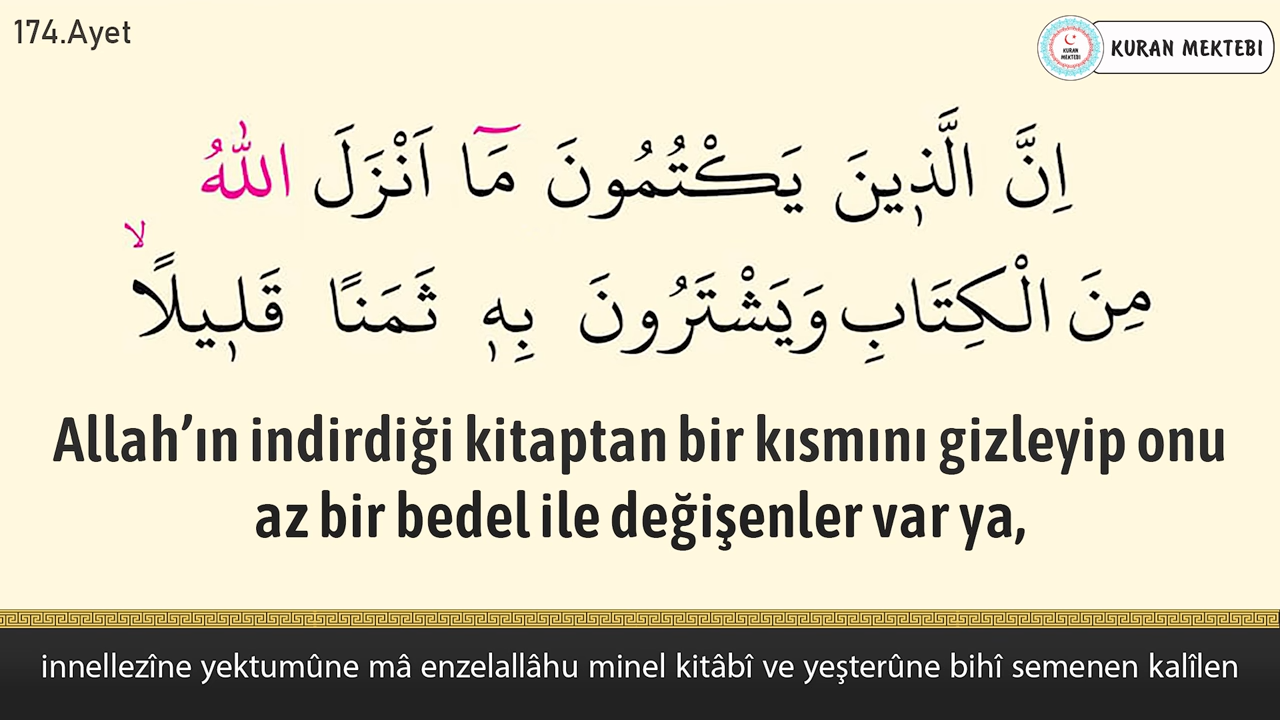 174.Ayet
KURAN MEKTEBI
KURAN
MEKTEBI
اِنَّ الَّذ۪ينَ يَكْتُمُونَ مَٓا اَنْزَلَ اللّٰهُ
مِنَ الْكِتَابِ وَيَشْتَرُونَ بِه۪ ثَمَنًا قَل۪يلًاۙ
Allah’ın indirdiği kitaptan bir kısmını gizleyip onu
az bir bedel ile değişenler var ya,
innellezîne yektumûne mâ enzelallâhu minel kitâbî ve yeşterûne bihî semenen kalîlen